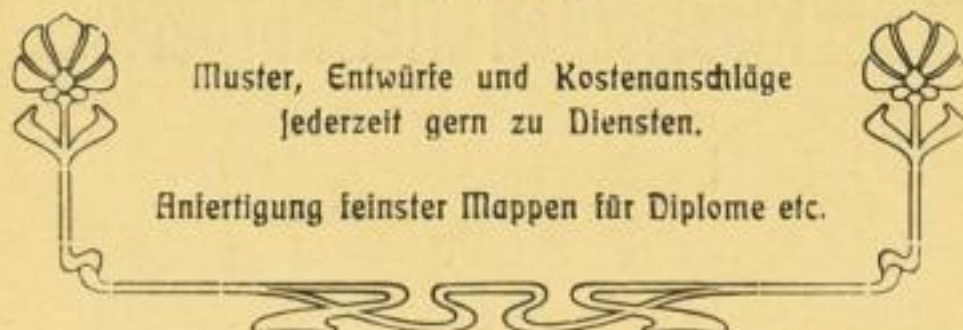 Muster, Entwürfe und Kostenanschläge
jederzeit gern zu Diensten.
Anfertigung feinster Mappen für Diplome etc.